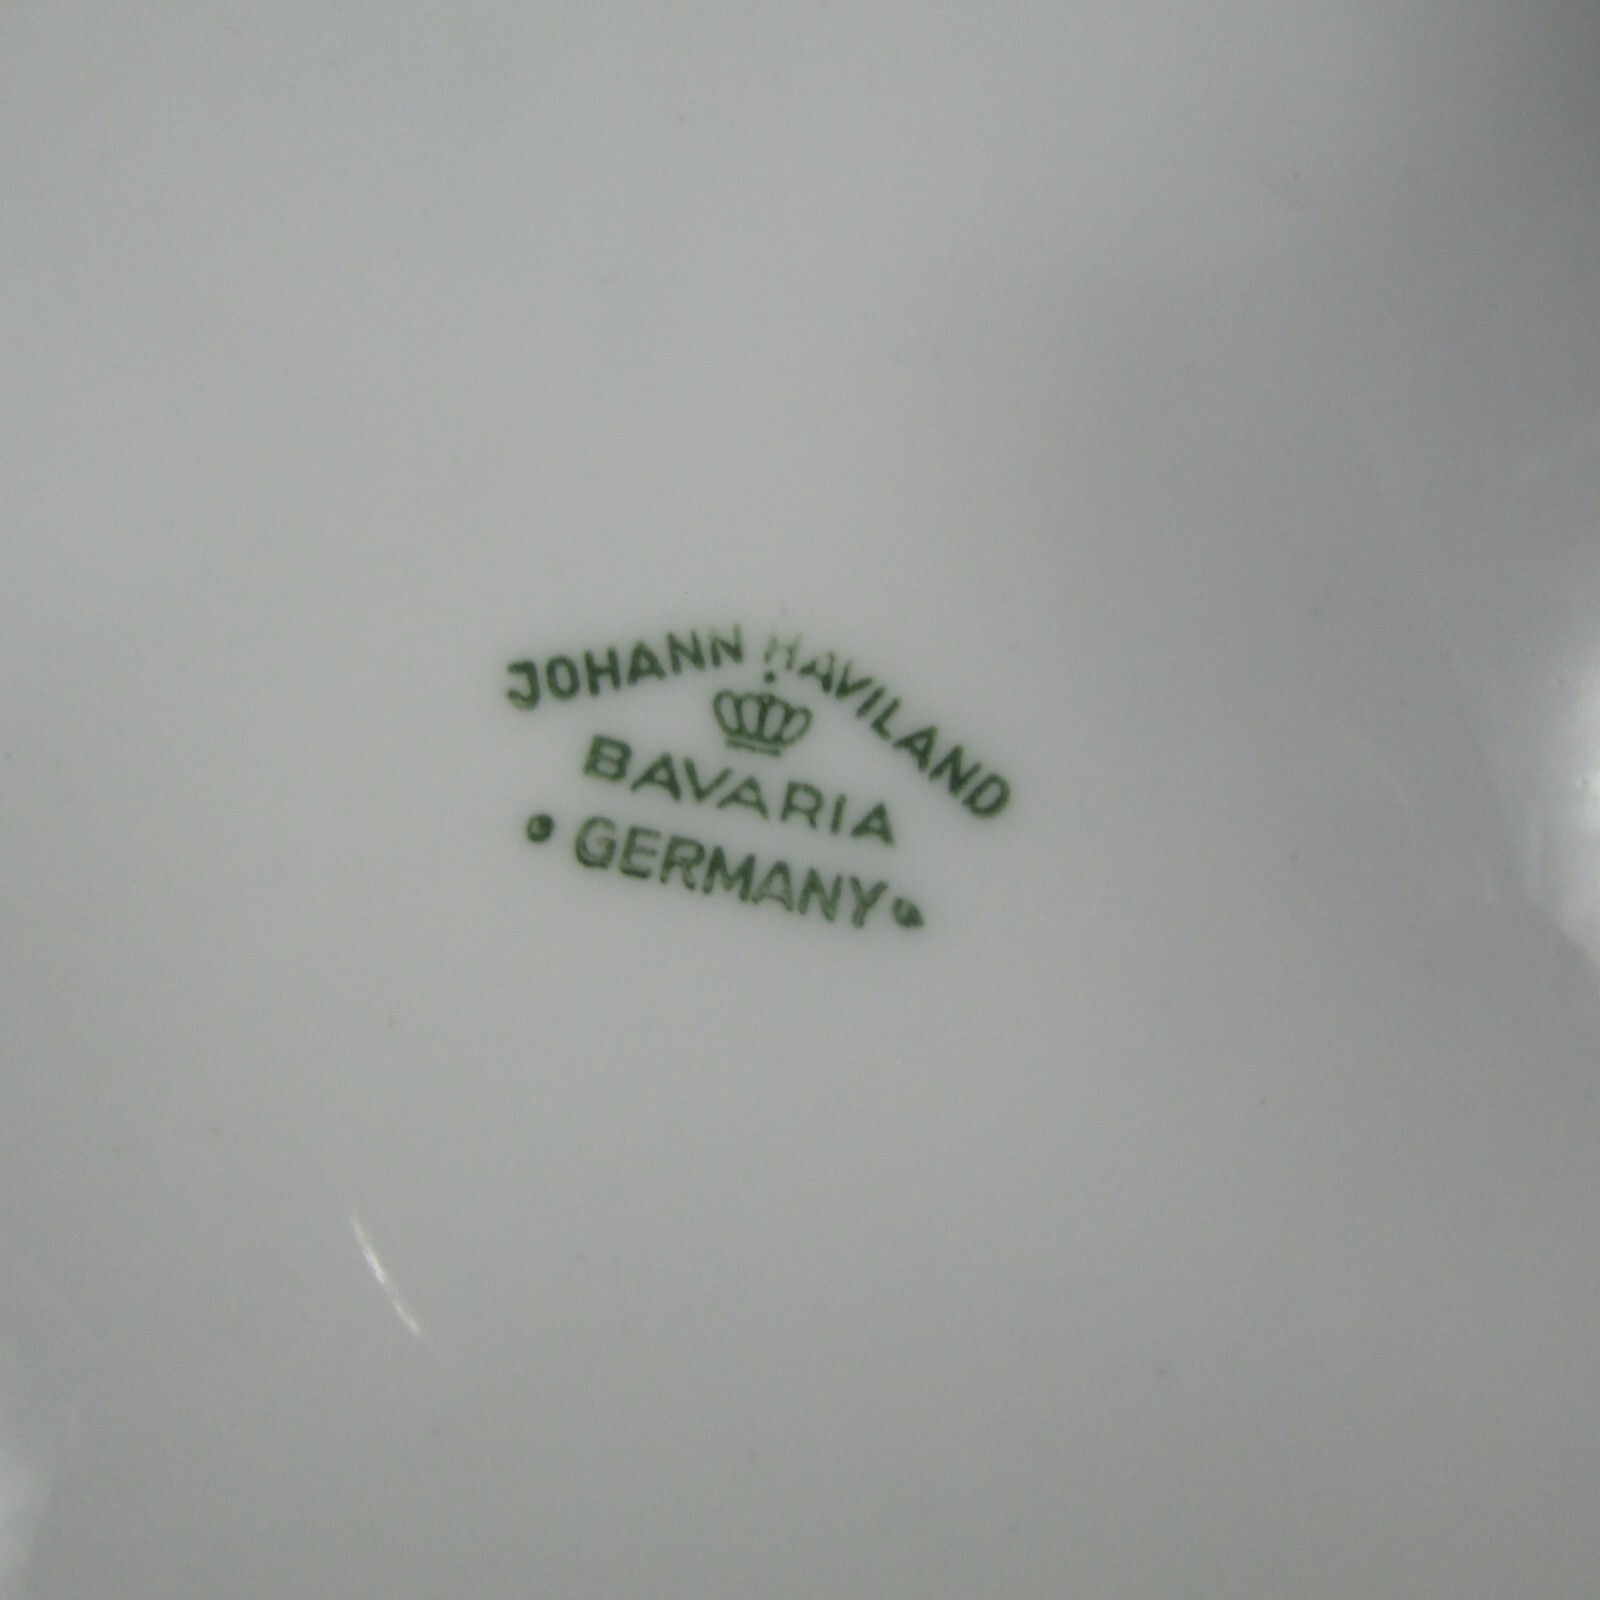 JOHANN HAVILAND
BAVARIA
• GERMANY •